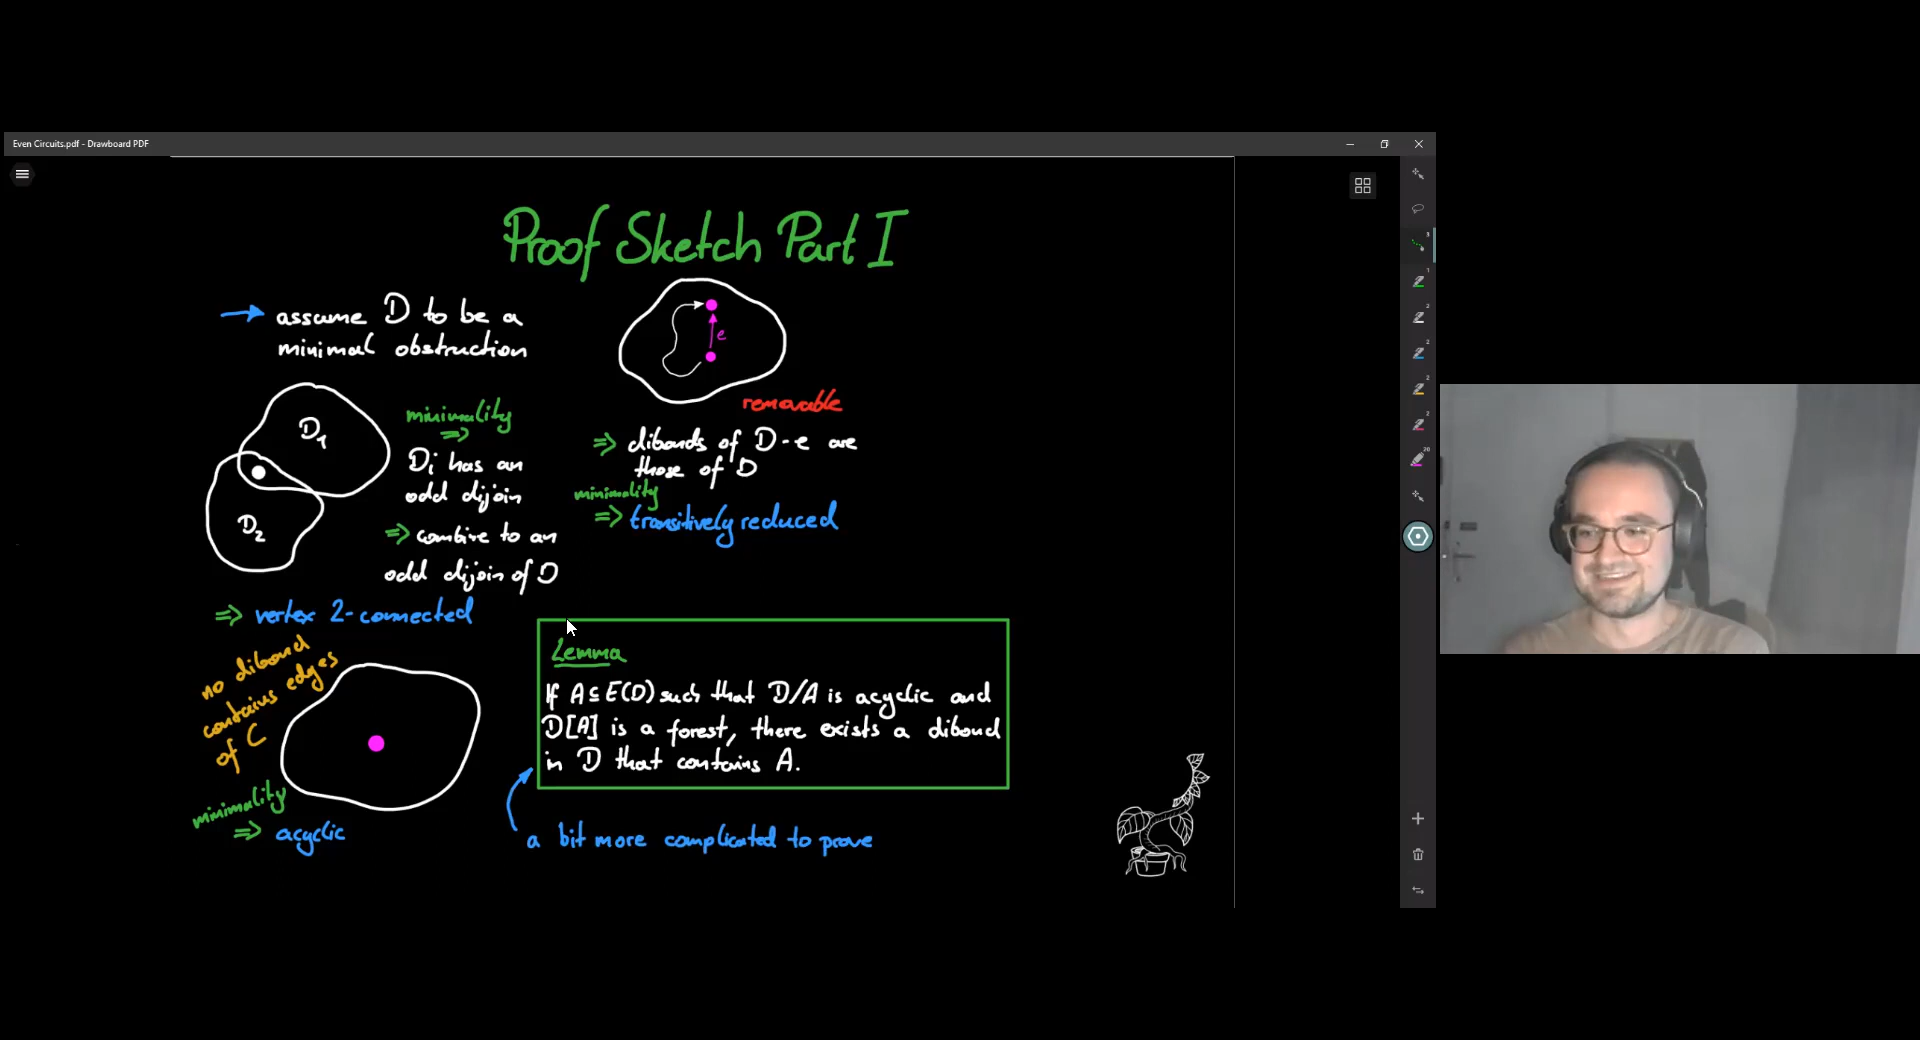 Even Circuits.pdf - Drawboard PDF
Proof Sketch Part I
→ assume D to be a
minimal obstruction
e
D1
D2
minimality
=>
Di has an
odd dijoin
=> combine to an
odd dijoin of D
=> vertex 2-connected
removable
=> dibonds of D-e are
those of D
minimality
=> transitively reduced
no dibond
contains edges
of C
minimality
=> acyclic
Lemma
If A⊆E(D) such that D/A is acyclic and
D[A] is a forest, there exists a dibond
in D that contains A.
a bit more complicated to prove